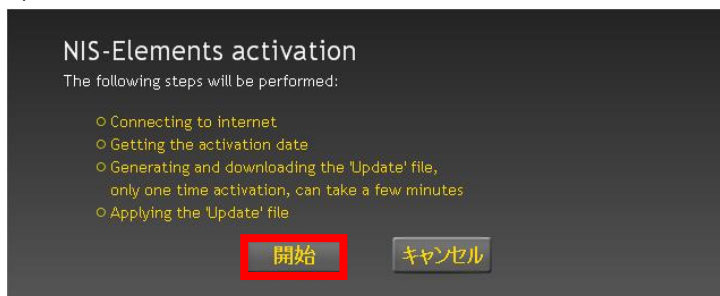 NIS-Elements activation
The following steps will be performed:
Connecting to internet
Getting the activation date
Generating and downloading the 'Update' file,
only one time activation, can take a few minutes
Applying the 'Update' file
開始 キャンセル